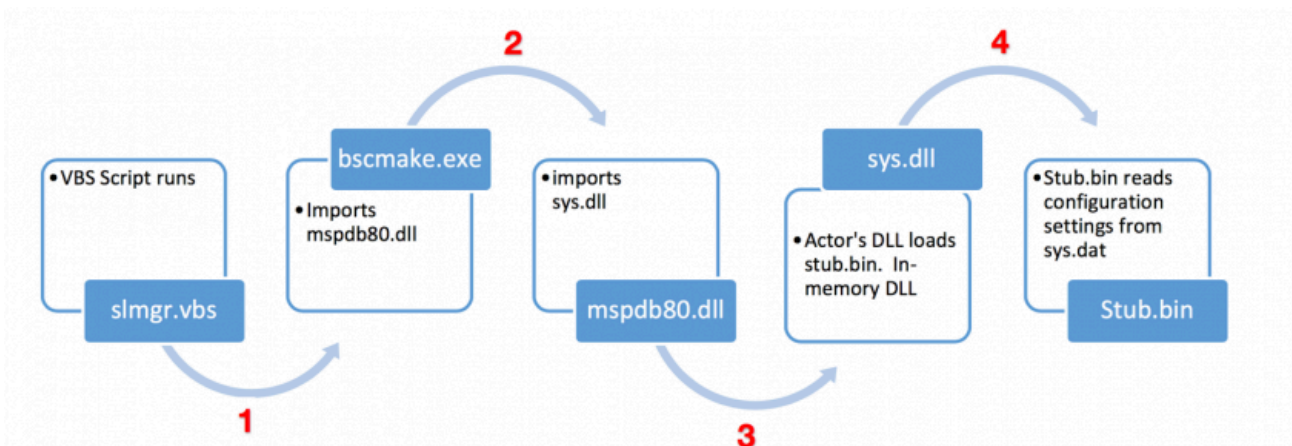 • VBS Script runs
slmgr.vbs
1
2
bscmake.exe
• Imports
mspdb80.dll
• imports
sys.dll
mspdb80.dll
3
4
sys.dll
• Actor's DLL loads
stub.bin. In-
memory DLL
• Stub.bin reads
configuration
settings from
sys.dat
Stub.bin